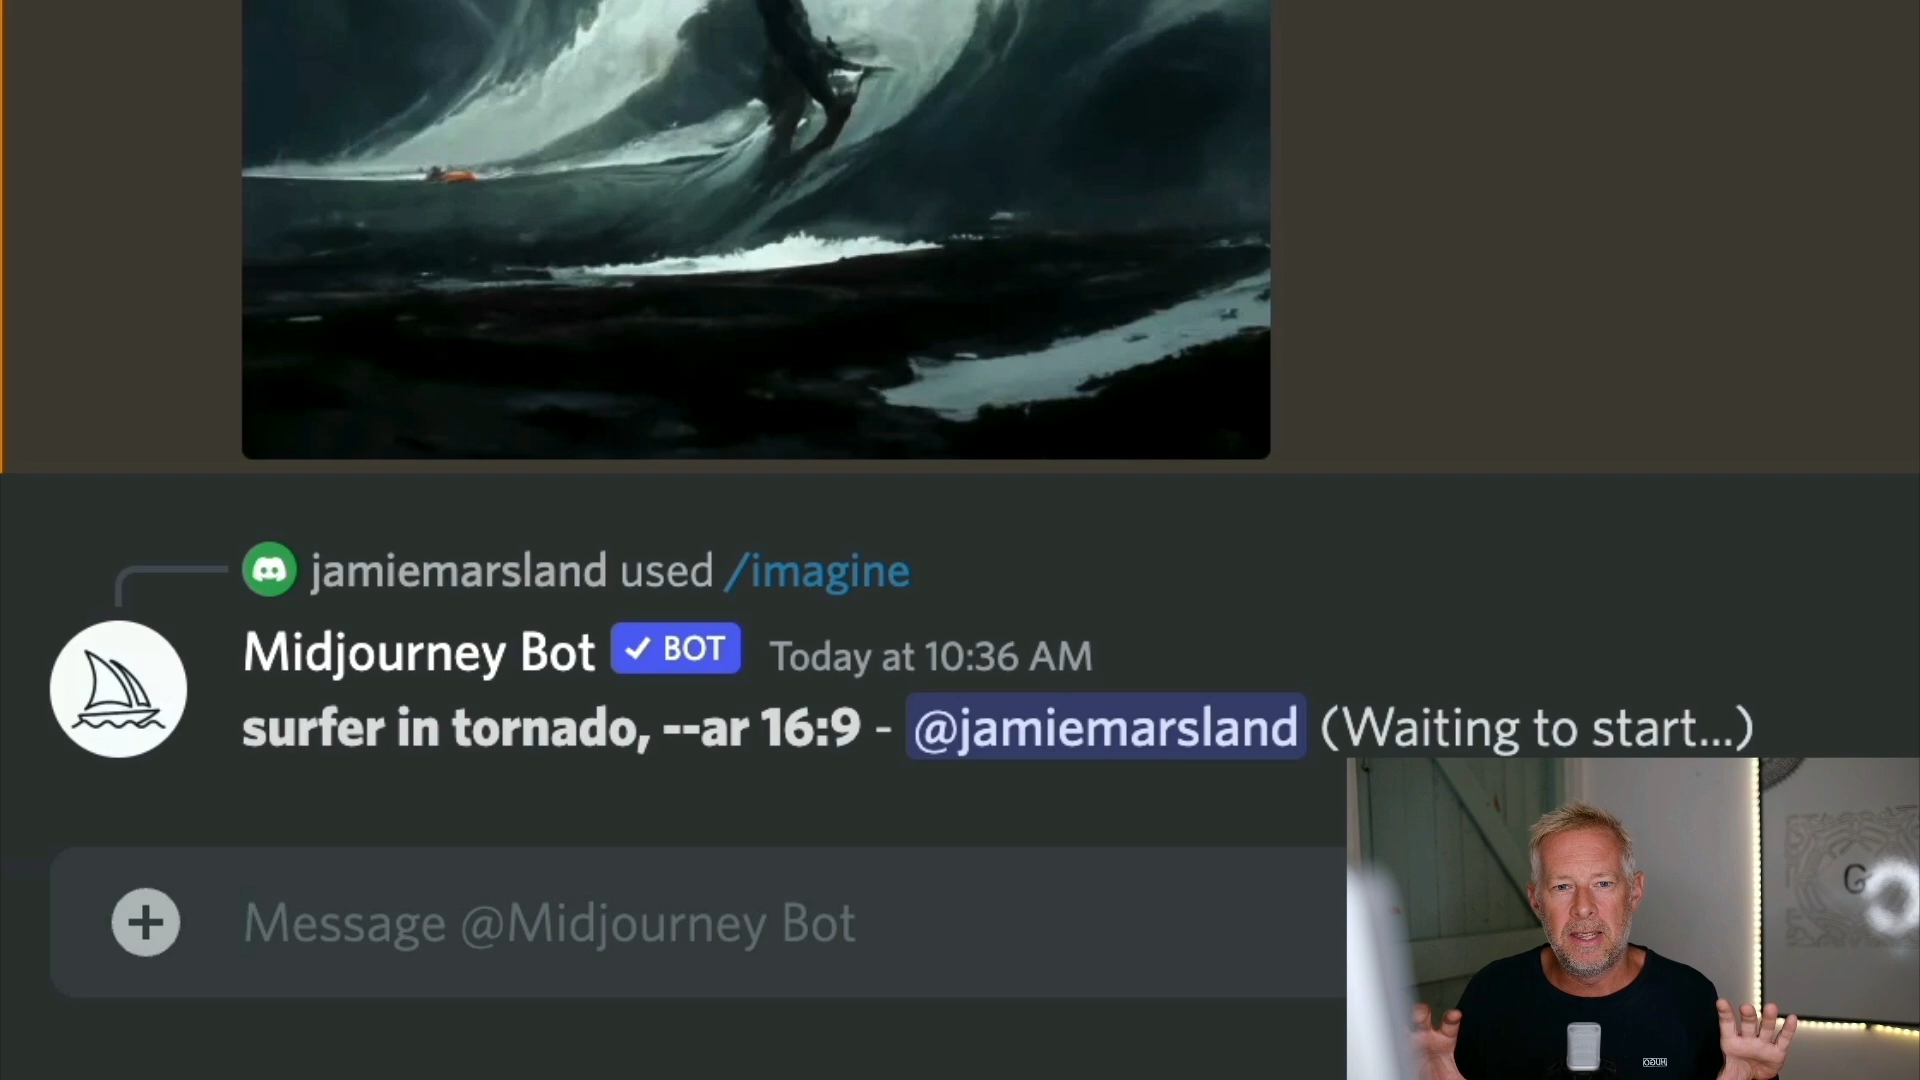 jamiemarsland used /imagine
Midjourney Bot ✓ BOT Today at 10:36 AM
surfer in tornado, --ar 16:9 - @jamiemarsland (Waiting to start...)
Message @Midjourney Bot
G